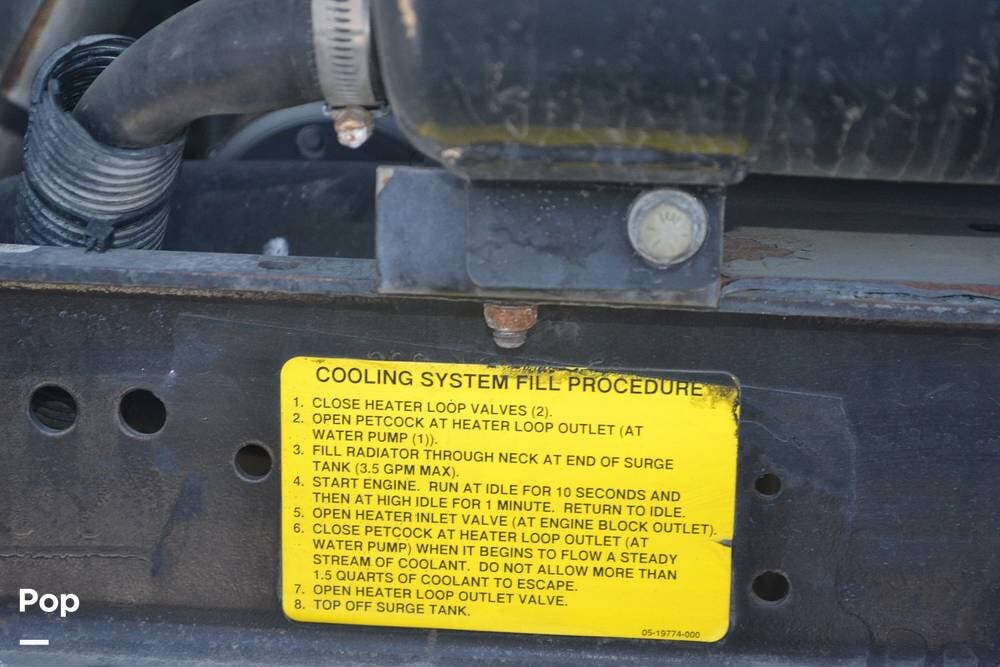 COOLING SYSTEM FILL PROCEDURE
1. CLOSE HEATER LOOP VALVES (2).
2. OPEN PETCOCK AT HEATER LOOP OUTLET (AT
WATER PUMP (1)).
3. FILL RADIATOR THROUGH NECK AT END OF SURGE
TANK (3.5 GPM MAX).
4. START ENGINE. RUN AT IDLE FOR 10 SECONDS AND
THEN AT HIGH IDLE FOR 1 MINUTE. RETURN TO IDLE.
5. OPEN HEATER INLET VALVE (AT ENGINE BLOCK OUTLET).
6. CLOSE PETCOCK AT HEATER LOOP OUTLET (AT
WATER PUMP) WHEN IT BEGINS TO FLOW A STEADY
STREAM OF COOLANT. DO NOT ALLOW MORE THAN
1.5 QUARTS OF COOLANT TO ESCAPE.
7. OPEN HEATER LOOP OUTLET VALVE.
8. TOP OFF SURGE TANK.
05-19774-000
Pop